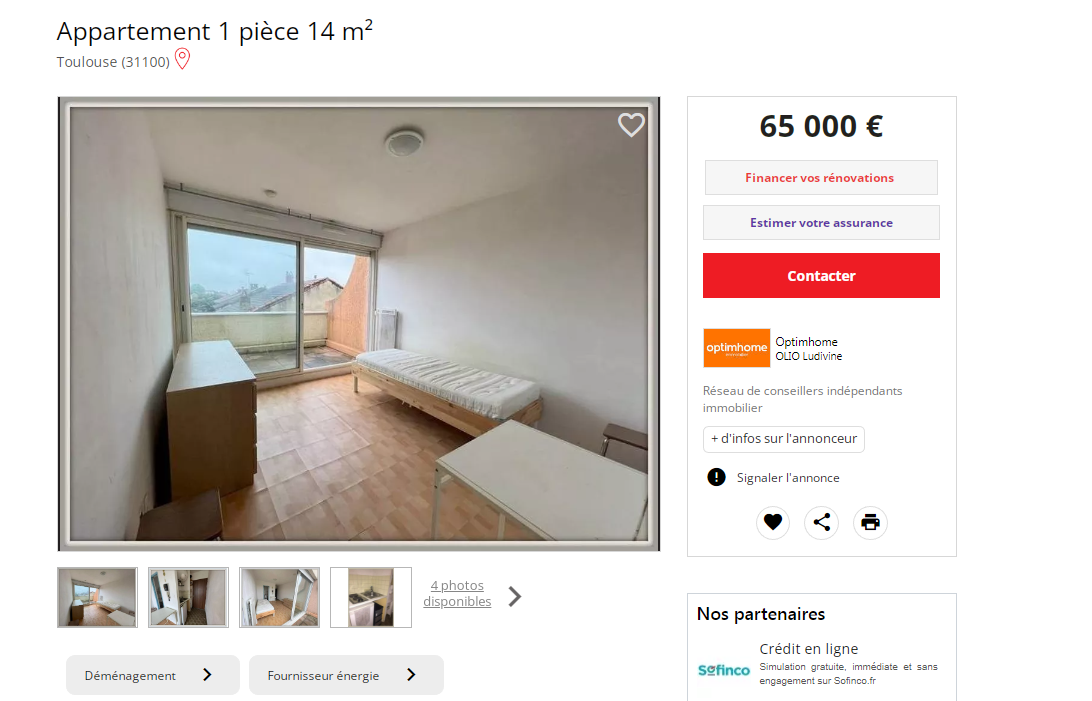 Appartement 1 pièce 14 m²
Toulouse (31100)
65 000 €
Financer vos rénovations
Estimer votre assurance
Contacter
optimhome
Optimhome
OLIO Ludivine
Réseau de conseillers indépendants
immobilier
+ d'infos sur l'annonceur
Signaler l'annonce
4 photos
disponibles
Déménagement
Fournisseur énergie
Nos partenaires
Sofinco
Crédit en ligne
Simulation gratuite, immédiate et sans
engagement sur Sofinco.fr